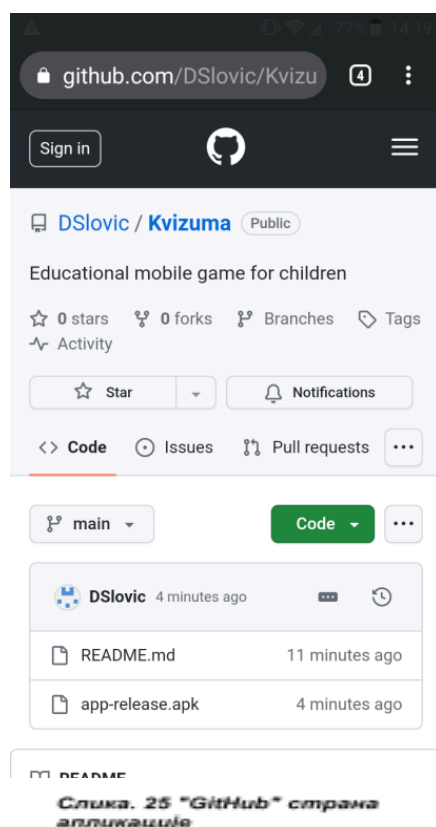 77% 14:19
github.com/DSlovic/Kvizu 4
Sign in
DSlovic / Kvizuma Public
Educational mobile game for children
0 stars 0 forks Branches Tags
Activity
Star Notifications
Code Issues Pull requests
main Code
DSlovic 4 minutes ago
README.md 11 minutes ago
app-release.apk 4 minutes ago
README
Слика. 25 "GitHub" страна
апликације